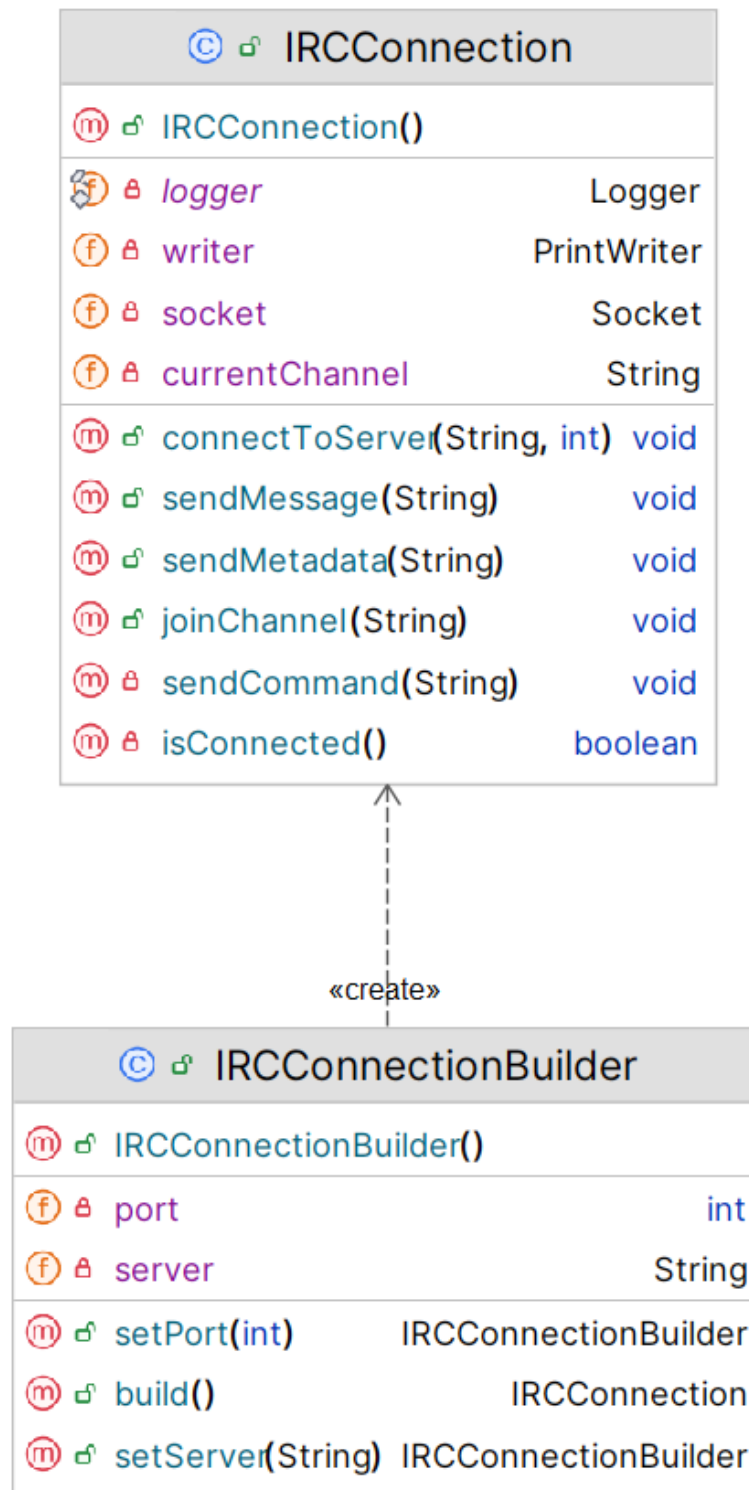 IRCConnection
IRCConnection()
logger Logger
writer PrintWriter
socket Socket
currentChannel String
connectToServer(String, int) void
sendMessage(String) void
sendMetadata(String) void
joinChannel(String) void
sendCommand(String) void
isConnected() boolean
«create»
IRCConnectionBuilder
IRCConnectionBuilder()
port int
server String
setPort(int) IRCConnectionBuilder
build() IRCConnection
setServer(String) IRCConnectionBuilder